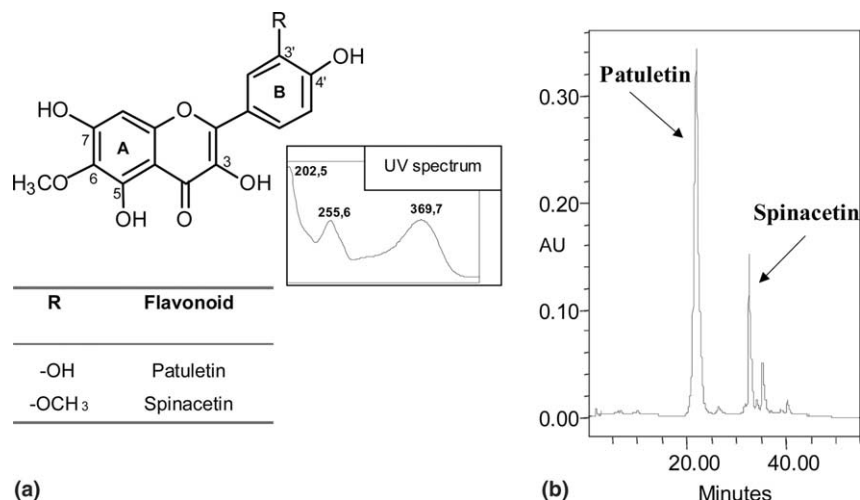 R
3'
OH
4'
B
HO
O
7
A
3
6
H₃CO
5
OH
OH
O
UV spectrum
202,5
255,6
369,7
R Flavonoid
-OH Patuletin
-OCH₃ Spinacetin
(a)
0.30
0.20
AU
0.10
0.00
Patuletin
Spinacetin
20.00 40.00
Minutes
(b)